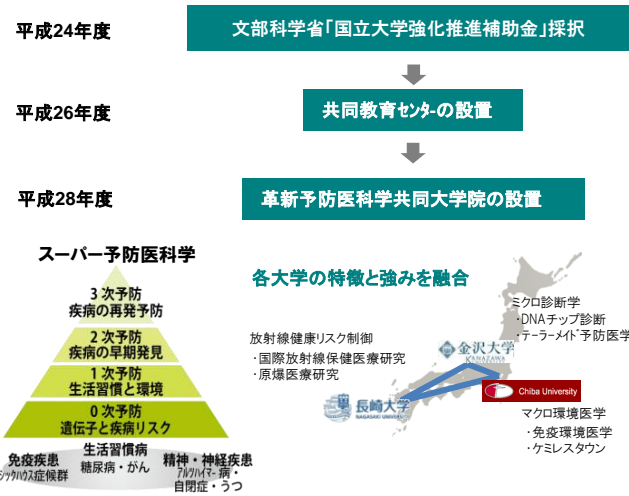 平成24年度
文部科学省「国立大学強化推進補助金」採択
平成26年度
共同教育センターの設置
平成28年度
革新予防医科学共同大学院の設置
スーパー予防医科学
3次予防
疾病の再発予防
2次予防
疾病の早期発見
1次予防
生活習慣と環境
0次予防
遺伝子と疾病リスク
免疫疾患
シックハウス症候群
生活習慣病
糖尿病・がん
精神・神経疾患
アルツハイマー病・
自閉症・うつ
各大学の特徴と強みを融合
ミクロ診断学
・DNAチップ診断
・テーラーメイド予防医学
金沢大学
KANAZAWA
UNIVERSITY
放射線健康リスク制御
・国際放射線保健医療研究
・原爆医療研究
長崎大学
NAGASAKI UNIVERSITY
Chiba University
マクロ環境医学
・免疫環境医学
・ケミレスタウン